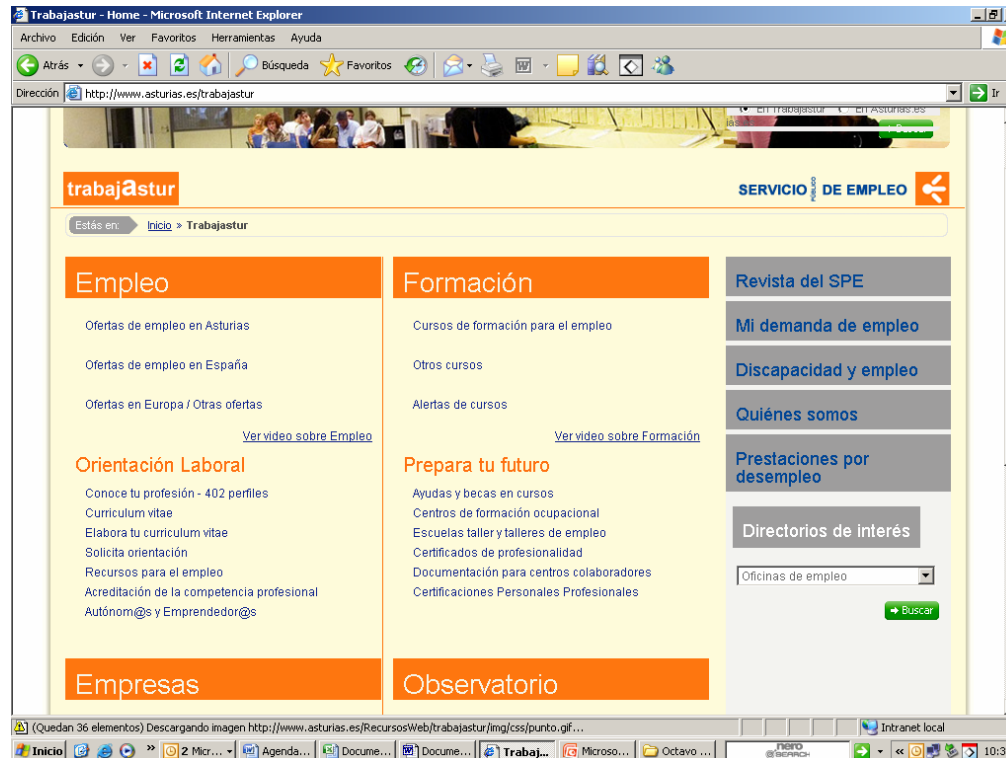 Trabajastur - Home - Microsoft Internet Explorer
Archivo Edición Ver Favoritos Herramientas Ayuda
Atrás Búsqueda Favoritos
Dirección http://www.asturias.es/trabajastur Ir
En Trabajastur En Asturias.es
trabajastur
SERVICIO PÚBLICO DE EMPLEO
Estás en: Inicio » Trabajastur
Empleo
Ofertas de empleo en Asturias
Ofertas de empleo en España
Ofertas en Europa / Otras ofertas
Ver video sobre Empleo
Orientación Laboral
Conoce tu profesión - 402 perfiles
Curriculum vitae
Elabora tu curriculum vitae
Solicita orientación
Recursos para el empleo
Acreditación de la competencia profesional
Autónom@s y Emprendedor@s
Empresas
Formación
Cursos de formación para el empleo
Otros cursos
Alertas de cursos
Ver video sobre Formación
Prepara tu futuro
Ayudas y becas en cursos
Centros de formación ocupacional
Escuelas taller y talleres de empleo
Certificados de profesionalidad
Documentación para centros colaboradores
Certificaciones Personales Profesionales
Observatorio
Revista del SPE
Mi demanda de empleo
Discapacidad y empleo
Quiénes somos
Prestaciones por
desempleo
Directorios de interés
Oficinas de empleo
Buscar
(Quedan 36 elementos) Descargando imagen http://www.asturias.es/RecursosWeb/trabajastur/img/css/punto.gif... Intranet local
Inicio » 2 Micr... Agenda... Docume... Docume... Trabaj... Microso... Octavo ... nero SEARCH « 10:3